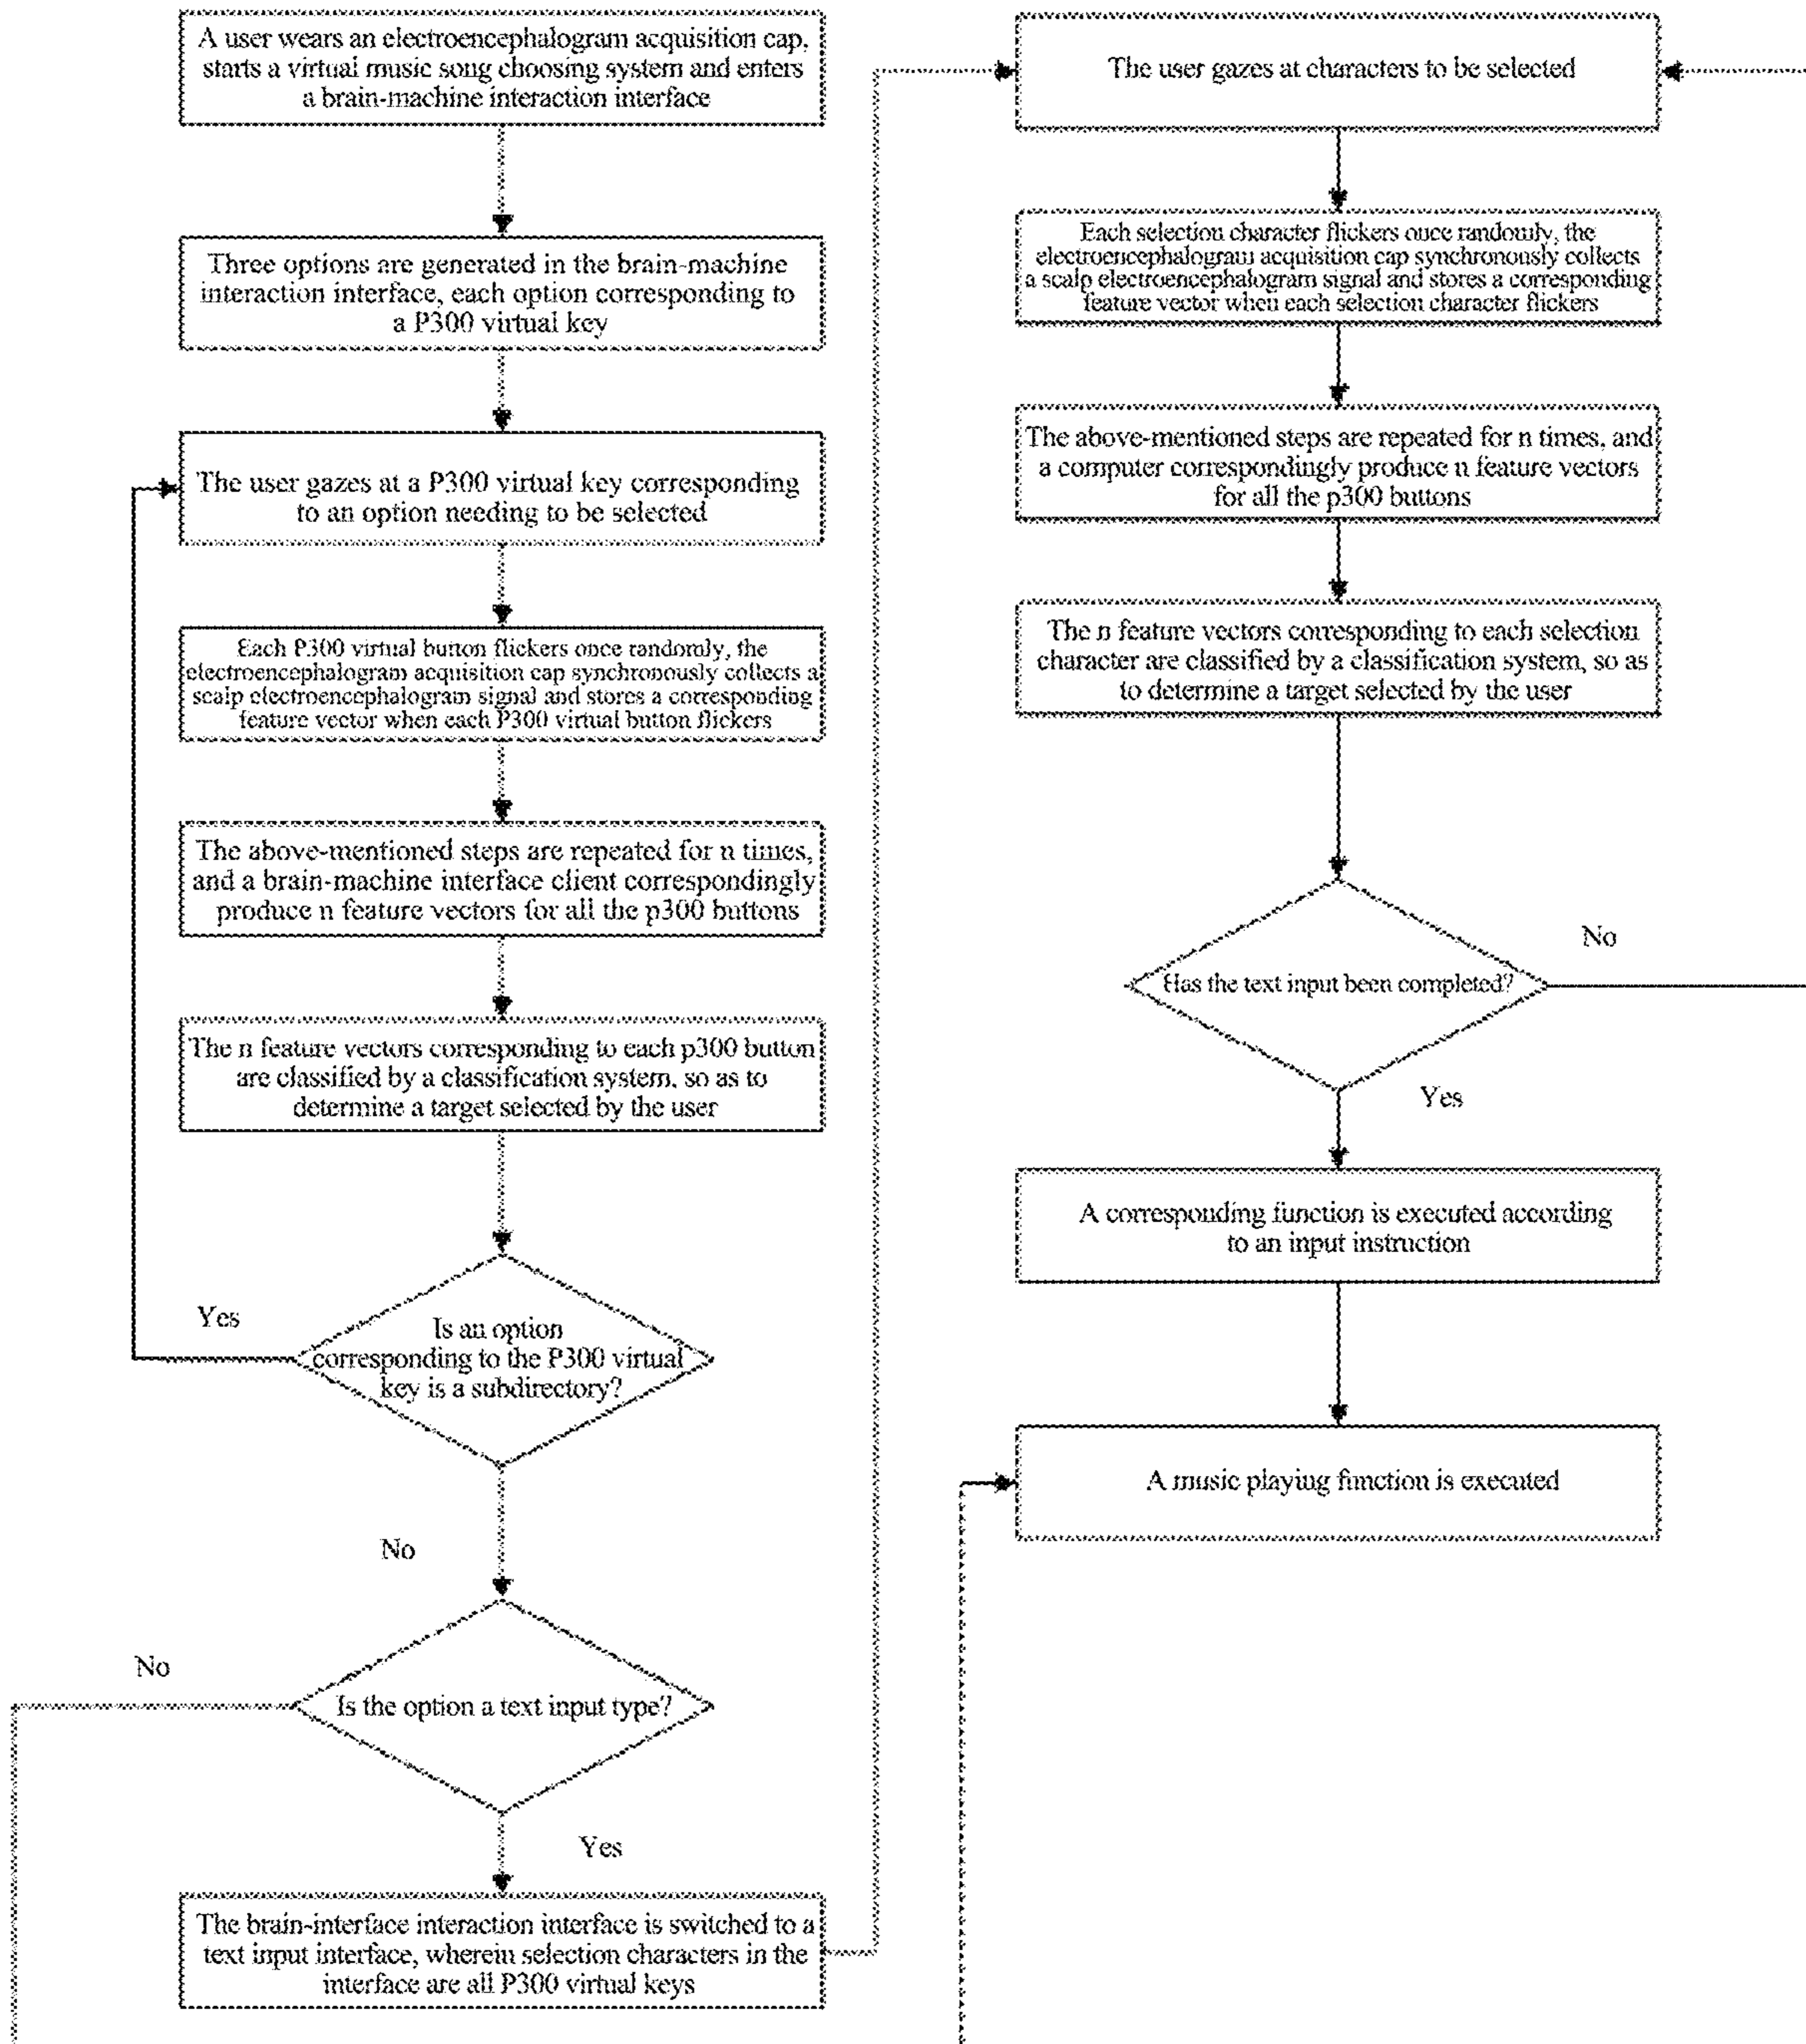 A user wears an electroencephalogram acquisition cap,
starts a virtual music song choosing system and enters
a brain-machine interaction interface
Three options are generated in the brain-machine
interaction interface, each option corresponding to
a P300 virtual key
The user gazes at a P300 virtual key corresponding
to an option needing to be selected
Each P300 virtual button flickers once randomly, the
electroencephalogram acquisition cap synchronously collects a
scalp electroencephalogram signal and stores a corresponding
feature vector when each P300 virtual button flickers
The above-mentioned steps are repeated for n times,
and a brain-machine interface client correspondingly
produce n feature vectors for all the p300 buttons
The n feature vectors corresponding to each p300 button
are classified by a classification system, so as to
determine a target selected by the user
Yes
Is an option
corresponding to the P300 virtual
key is a subdirectory?
No
No
Is the option a text input type?
Yes
The brain-interface interaction interface is switched to a
text input interface, wherein selection characters in the
interface are all P300 virtual keys
The user gazes at characters to be selected
Each selection character flickers once randomly, the
electroencephalogram acquisition cap synchronously collects
a scalp electroencephalogram signal and stores a corresponding
feature vector when each selection character flickers
The above-mentioned steps are repeated for n times, and
a computer correspondingly produce n feature vectors
for all the p300 buttons
The n feature vectors corresponding to each selection
character are classified by a classification system, so as
to determine a target selected by the user
No
Has the text input been completed?
Yes
A corresponding function is executed according
to an input instruction
A music playing function is executed